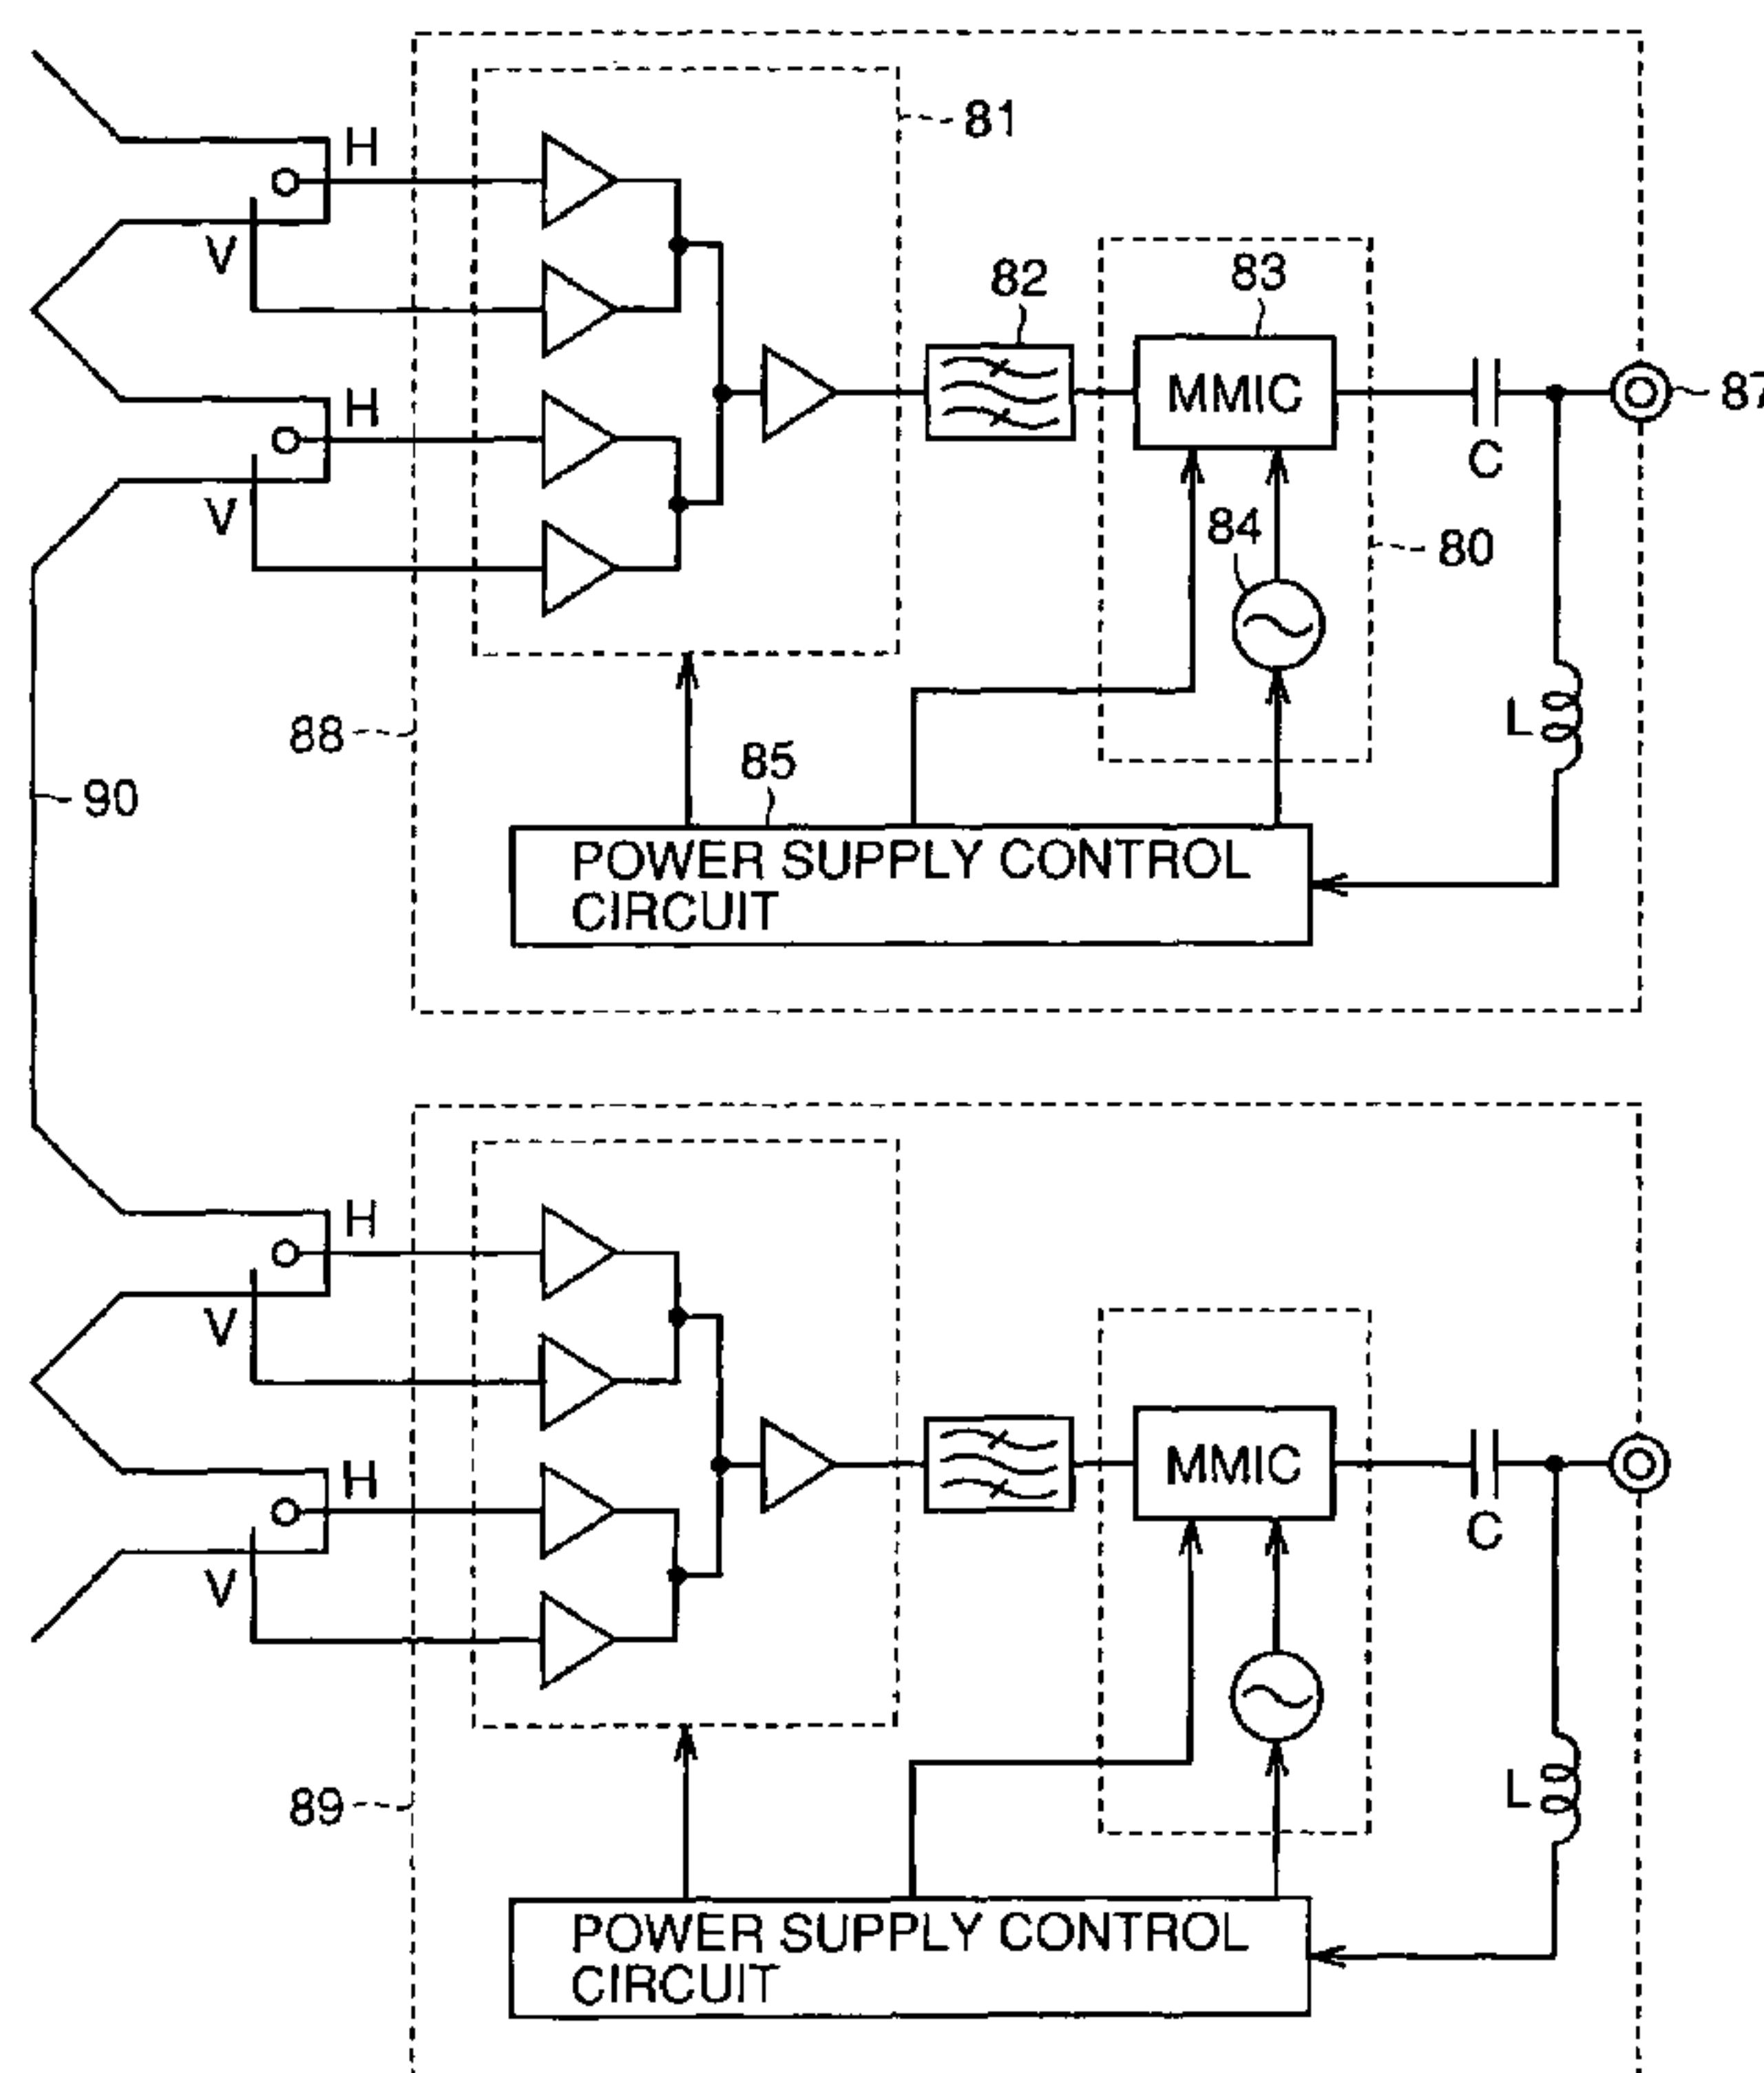 81
H
V
82
83
MMIC
87
H
C
V
84
80
L
88
85
90
POWER SUPPLY CONTROL
CIRCUIT
H
V
MMIC
H
C
V
L
89
POWER SUPPLY CONTROL
CIRCUIT